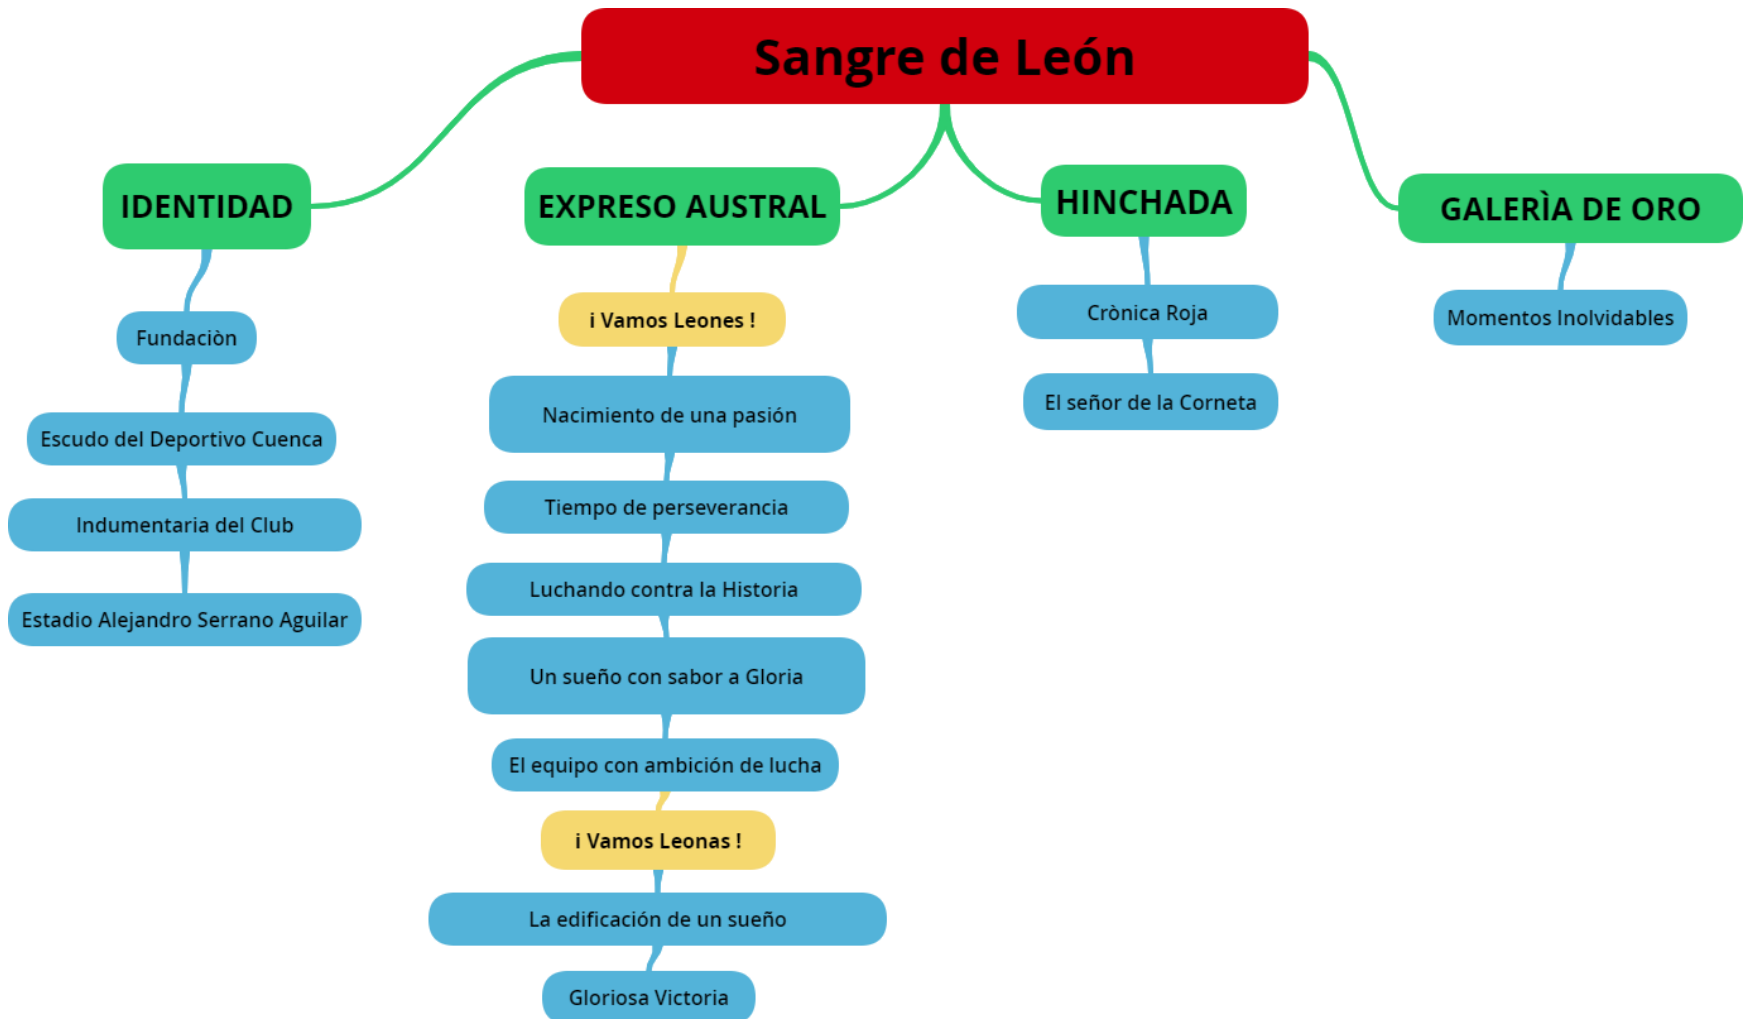 Sangre de León
IDENTIDAD
Fundaciòn
Escudo del Deportivo Cuenca
Indumentaria del Club
Estadio Alejandro Serrano Aguilar
EXPRESO AUSTRAL
¡ Vamos Leones !
Nacimiento de una pasión
Tiempo de perseverancia
Luchando contra la Historia
Un sueño con sabor a Gloria
El equipo con ambición de lucha
¡ Vamos Leonas !
La edificación de un sueño
Gloriosa Victoria
HINCHADA
Crònica Roja
El señor de la Corneta
GALERÌA DE ORO
Momentos Inolvidables